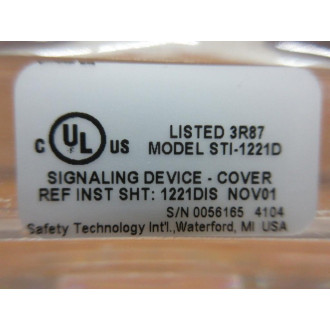 LISTED 3R87
C UL US MODEL STI-1221D
SIGNALING DEVICE - COVER
REF INST SHT: 1221DIS NOV01
S/N 0056165 4104
Safety Technology Int'l.,Waterford, MI USA